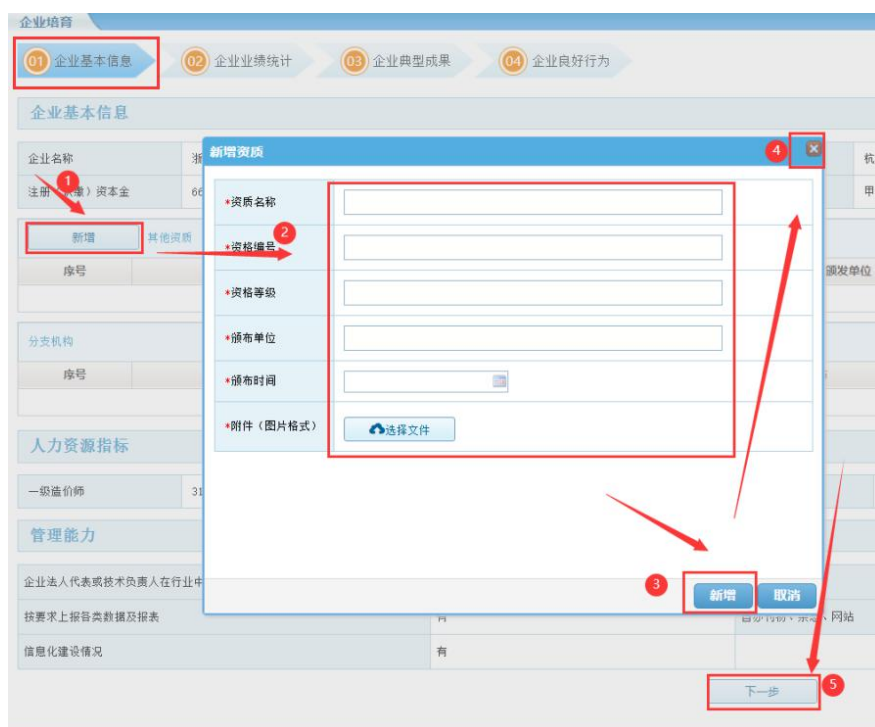 企业培育
01 企业基本信息 02 企业业绩统计 03 企业典型成果 04 企业良好行为
企业基本信息
企业名称 浙 新增资质 4 杭
注册 缴）资本金 66 1 甲
*资质名称
新增 其他资质 2
*资格编号
序号 颁发单位
*资格等级
分支机构
*颁布单位
序号
*颁布时间
*附件（图片格式） 选择文件
人力资源指标
一级造价师 31
管理能力
企业法人代表或技术负责人在行业中
3 新增 取消
按要求上报各类数据及报表 有 、网站
信息化建设情况 有
下一步 5